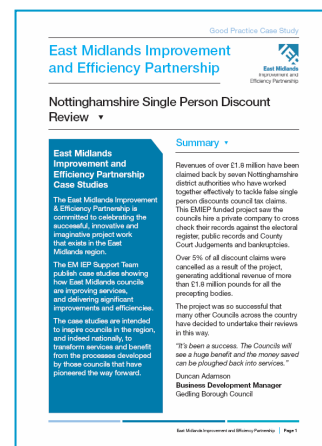 Good Practice Case Study
East Midlands Improvement
and Efficiency Partnership
East Midlands
Improvement and
Efficiency Partnership
Nottinghamshire Single Person Discount
Review ▼
East Midlands
Improvement and
Efficiency Partnership
Case Studies
The East Midlands Improvement
& Efficiency Partnership is
committed to celebrating the
successful, innovative and
imaginative project work
that exists in the East
Midlands region.
The EM IEP Support Team
publish case studies showing
how East Midlands councils
are improving services,
and delivering significant
improvements and efficiencies.
The case studies are intended
to inspire councils in the region,
and indeed nationally, to
transform services and benefit
from the processes developed
by those councils that have
pioneered the way forward.
Summary ▼
Revenues of over £1.8 million have been
claimed back by seven Nottinghamshire
district authorities who have worked
together effectively to tackle false single
person discounts council tax claims.
This EMIEP funded project saw the
councils hire a private company to cross
check their records against the electoral
register, public records and County
Court Judgements and bankruptcies.
Over 5% of all discount claims were
cancelled as a result of the project,
generating additional revenue of more
than £1.8 million pounds for all the
precepting bodies.
The project was so successful that
many other Councils across the country
have decided to undertake their reviews
in this way.
"It's been a success. The Councils will
see a huge benefit and the money saved
can be ploughed back into services."
Duncan Adamson
Business Development Manager
Gedling Borough Council
East Midlands Improvement and Efficiency Partnership | Page 1